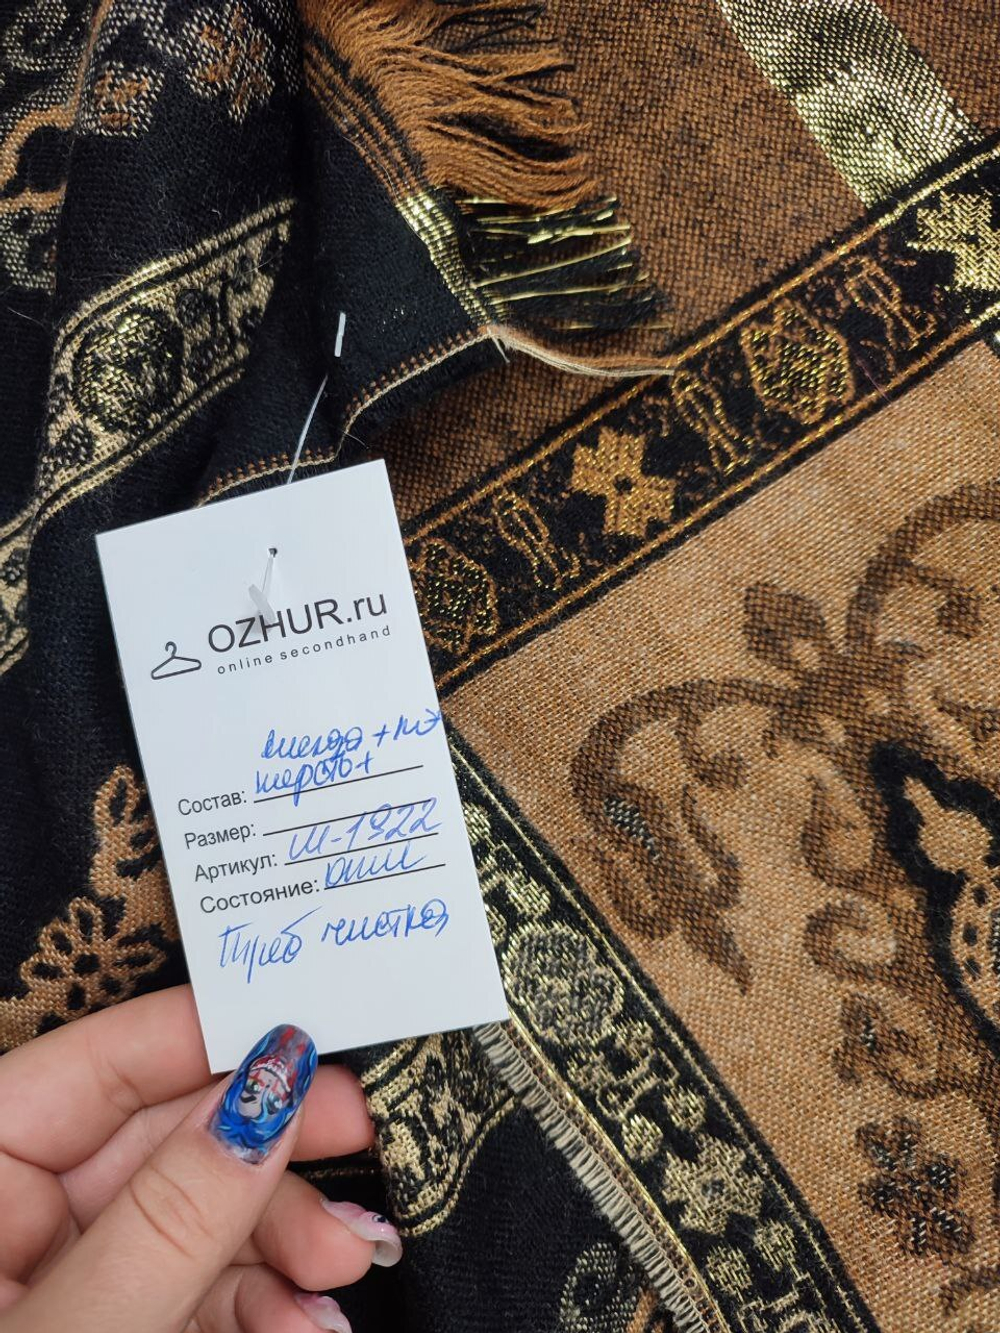 OZHUR.ru
online secondhand
Состав: шерсть+
Размер:
Артикул: Ш-1922
Состояние:
Треб чистка